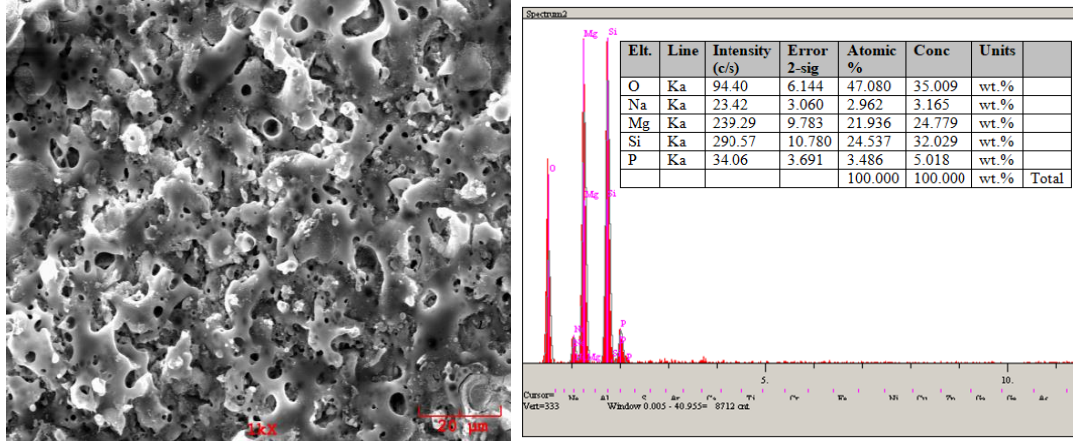 1kX
20 µm
Spectrum2
Mg
Si
Elt. Line Intensity (c/s) Error 2-sig Atomic % Conc Units
O Ka 94.40 6.144 47.080 35.009 wt.%
Na Ka 23.42 3.060 2.962 3.165 wt.%
Mg Ka 239.29 9.783 21.936 24.779 wt.%
Si Ka 290.57 10.780 24.537 32.029 wt.%
P Ka 34.06 3.691 3.486 5.018 wt.%
100.000 100.000 wt.% Total
O
Mg
Si
P
Mg
P
5.
10.
Cursor=
Vert=333 Window 0.005 - 40.955= 8712 cnt